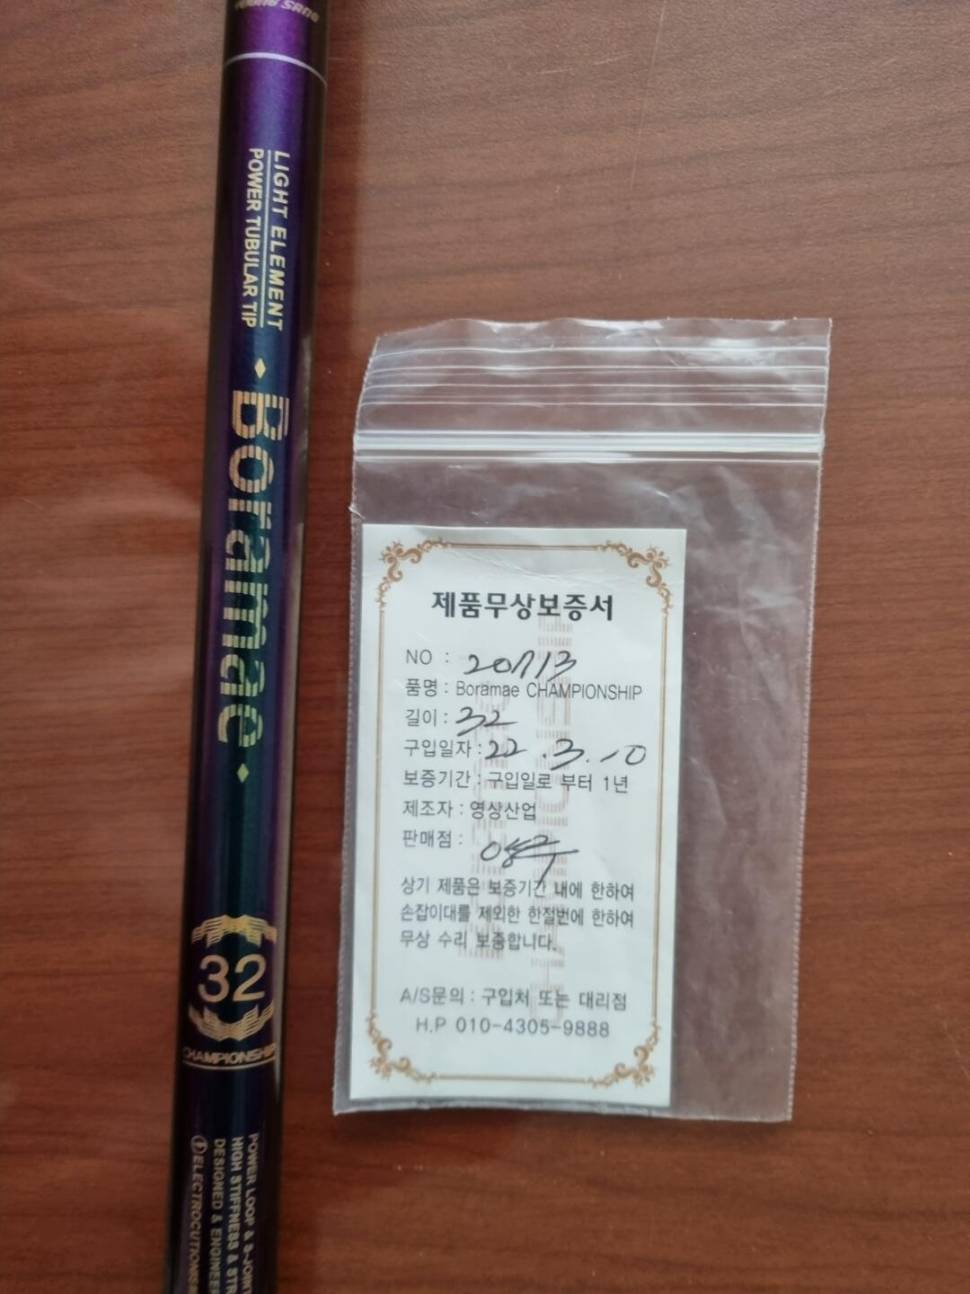 LIGHT ELEMENT
POWER TUBULAR TIP
Boramae
32
CHAMPIONSHIP
POWER LOOP &
HIGH STIFFNESS &
DESIGNED &
제품무상보증서
NO : 20713
품명 : Boramae CHAMPIONSHIP
길이 : 32
구입일자 : 22 . 3. 10
보증기간 : 구입일로 부터 1년
제조자 : 영상산업
판매점 :
상기 제품은 보증기간 내에 한하여
손잡이대를 제외한 한절번에 한하여
무상 수리 보증합니다.
A/S문의 : 구입처 또는 대리점
H.P 010-4305-9888